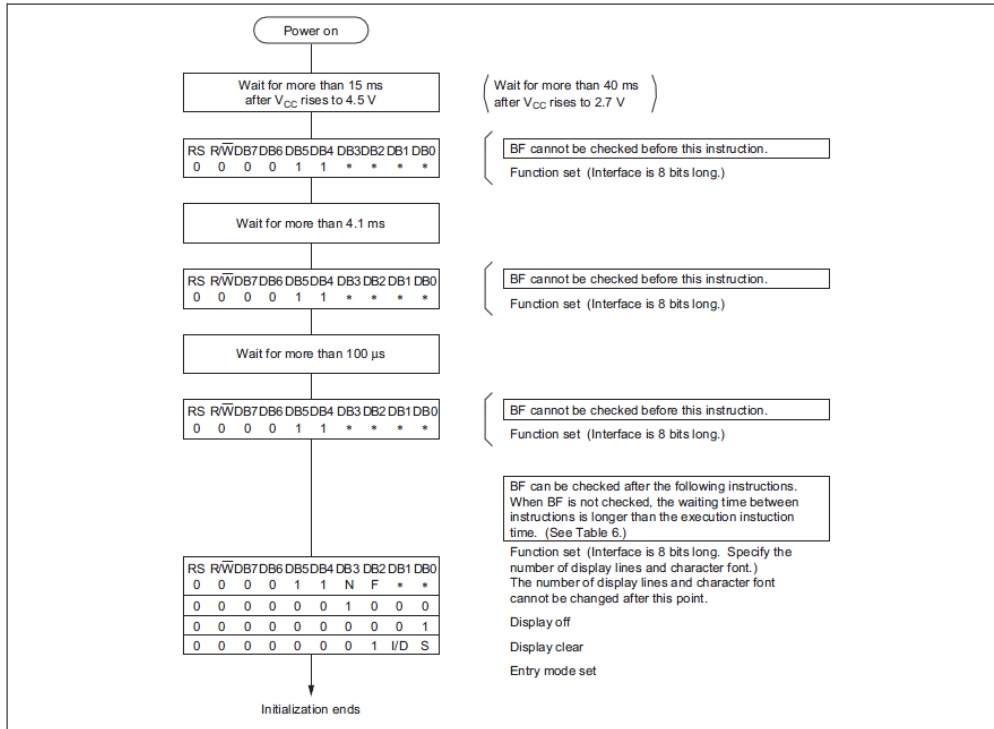 Power on
Wait for more than 15 ms
after VCC rises to 4.5 V
Wait for more than 40 ms
after VCC rises to 2.7 V
RS R/W DB7 DB6 DB5 DB4 DB3 DB2 DB1 DB0
0 0 0 0 1 1 * * * *
BF cannot be checked before this instruction.
Function set (Interface is 8 bits long.)
Wait for more than 4.1 ms
RS R/W DB7 DB6 DB5 DB4 DB3 DB2 DB1 DB0
0 0 0 0 1 1 * * * *
BF cannot be checked before this instruction.
Function set (Interface is 8 bits long.)
Wait for more than 100 µs
RS R/W DB7 DB6 DB5 DB4 DB3 DB2 DB1 DB0
0 0 0 0 1 1 * * * *
BF cannot be checked before this instruction.
Function set (Interface is 8 bits long.)
BF can be checked after the following instructions.
When BF is not checked, the waiting time between
instructions is longer than the execution instuction
time. (See Table 6.)
Function set (Interface is 8 bits long. Specify the
number of display lines and character font.)
The number of display lines and character font
cannot be changed after this point.
RS R/W DB7 DB6 DB5 DB4 DB3 DB2 DB1 DB0
0 0 0 0 1 1 N F * *
0 0 0 0 0 0 1 0 0 0
0 0 0 0 0 0 0 0 0 1
0 0 0 0 0 0 0 1 I/D S
Display off
Display clear
Entry mode set
Initialization ends